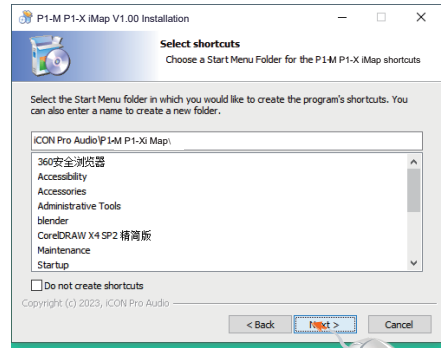 P1-M P1-X iMap V1.00 Installation
Select shortcuts
Choose a Start Menu Folder for the P1-M P1-X iMap shortcuts
Select the Start Menu folder in which you would like to create the program's shortcuts. You
can also enter a name to create a new folder.
iCON Pro Audio\P1-M P1-Xi Map\
360安全浏览器
Accessibility
Accessories
Administrative Tools
blender
CorelDRAW X4 SP2 精简版
Maintenance
Startup
Do not create shortcuts
Copyright (c) 2023, iCON Pro Audio
< Back Next > Cancel